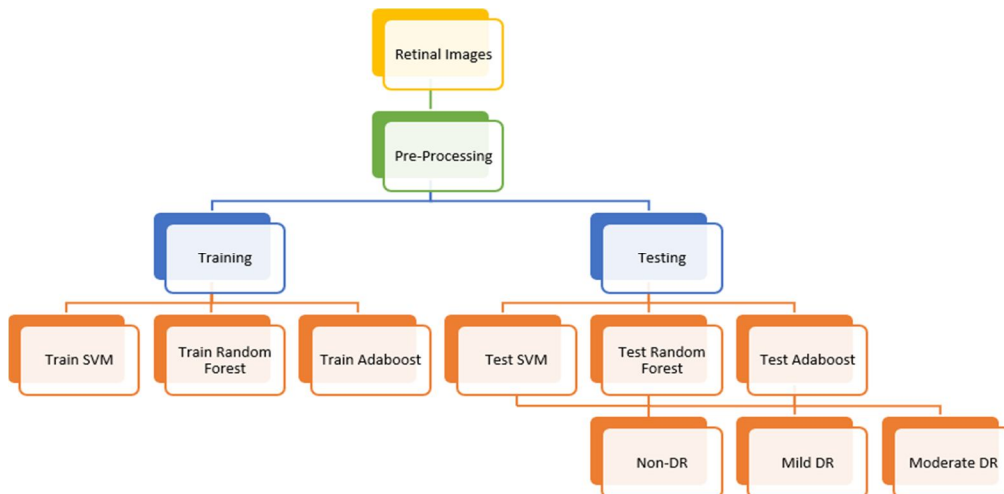 Retinal Images
Pre-Processing
Training
Testing
Train SVM
Train Random
Forest
Train Adaboost
Test SVM
Test Random
Forest
Test Adaboost
Non-DR
Mild DR
Moderate DR